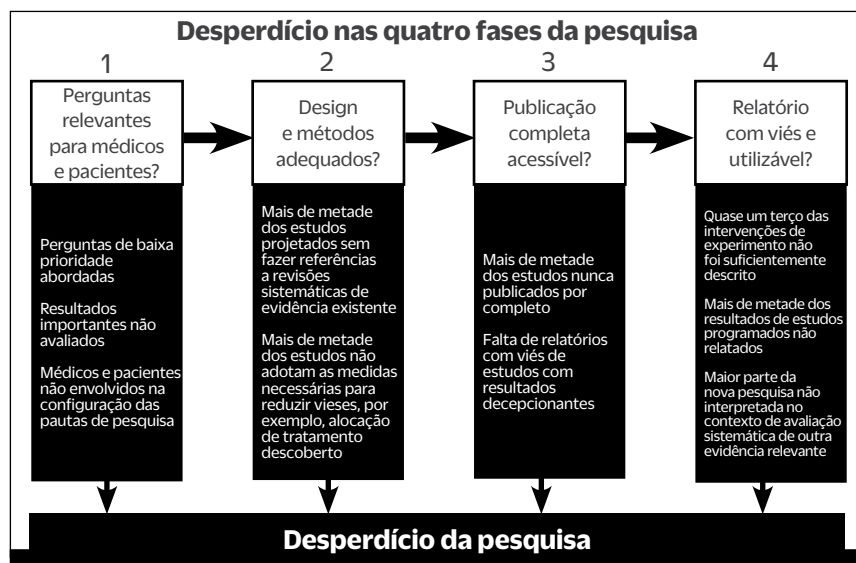 Desperdício nas quatro fases da pesquisa
1
Perguntas
relevantes
para médicos
e pacientes?
Perguntas de baixa
prioridade
abordadas
Resultados
importantes não
avaliados
Médicos e pacientes
não envolvidos na
configuração das
pautas de pesquisa
2
Design
e métodos
adequados?
Mais de metade
dos estudos
projetados sem
fazer referências
a revisões
sistemáticas de
evidência existente
Mais de metade
dos estudos não
adotam as medidas
necessárias para
reduzir vieses, por
exemplo, alocação
de tratamento
descoberto
3
Publicação
completa
acessível?
Mais de metade
dos estudos nunca
publicados por
completo
Falta de relatórios
com viés de
estudos com
resultados
decepcionantes
4
Relatório
com viés e
utilizável?
Quase um terço das
intervenções de
experimento não
foi suficientemente
descrito
Mais de metade dos
resultados de estudos
programados não
relatados
Maior parte da
nova pesquisa não
interpretada no
contexto de avaliação
sistemática de outra
evidência relevante
Desperdício da pesquisa